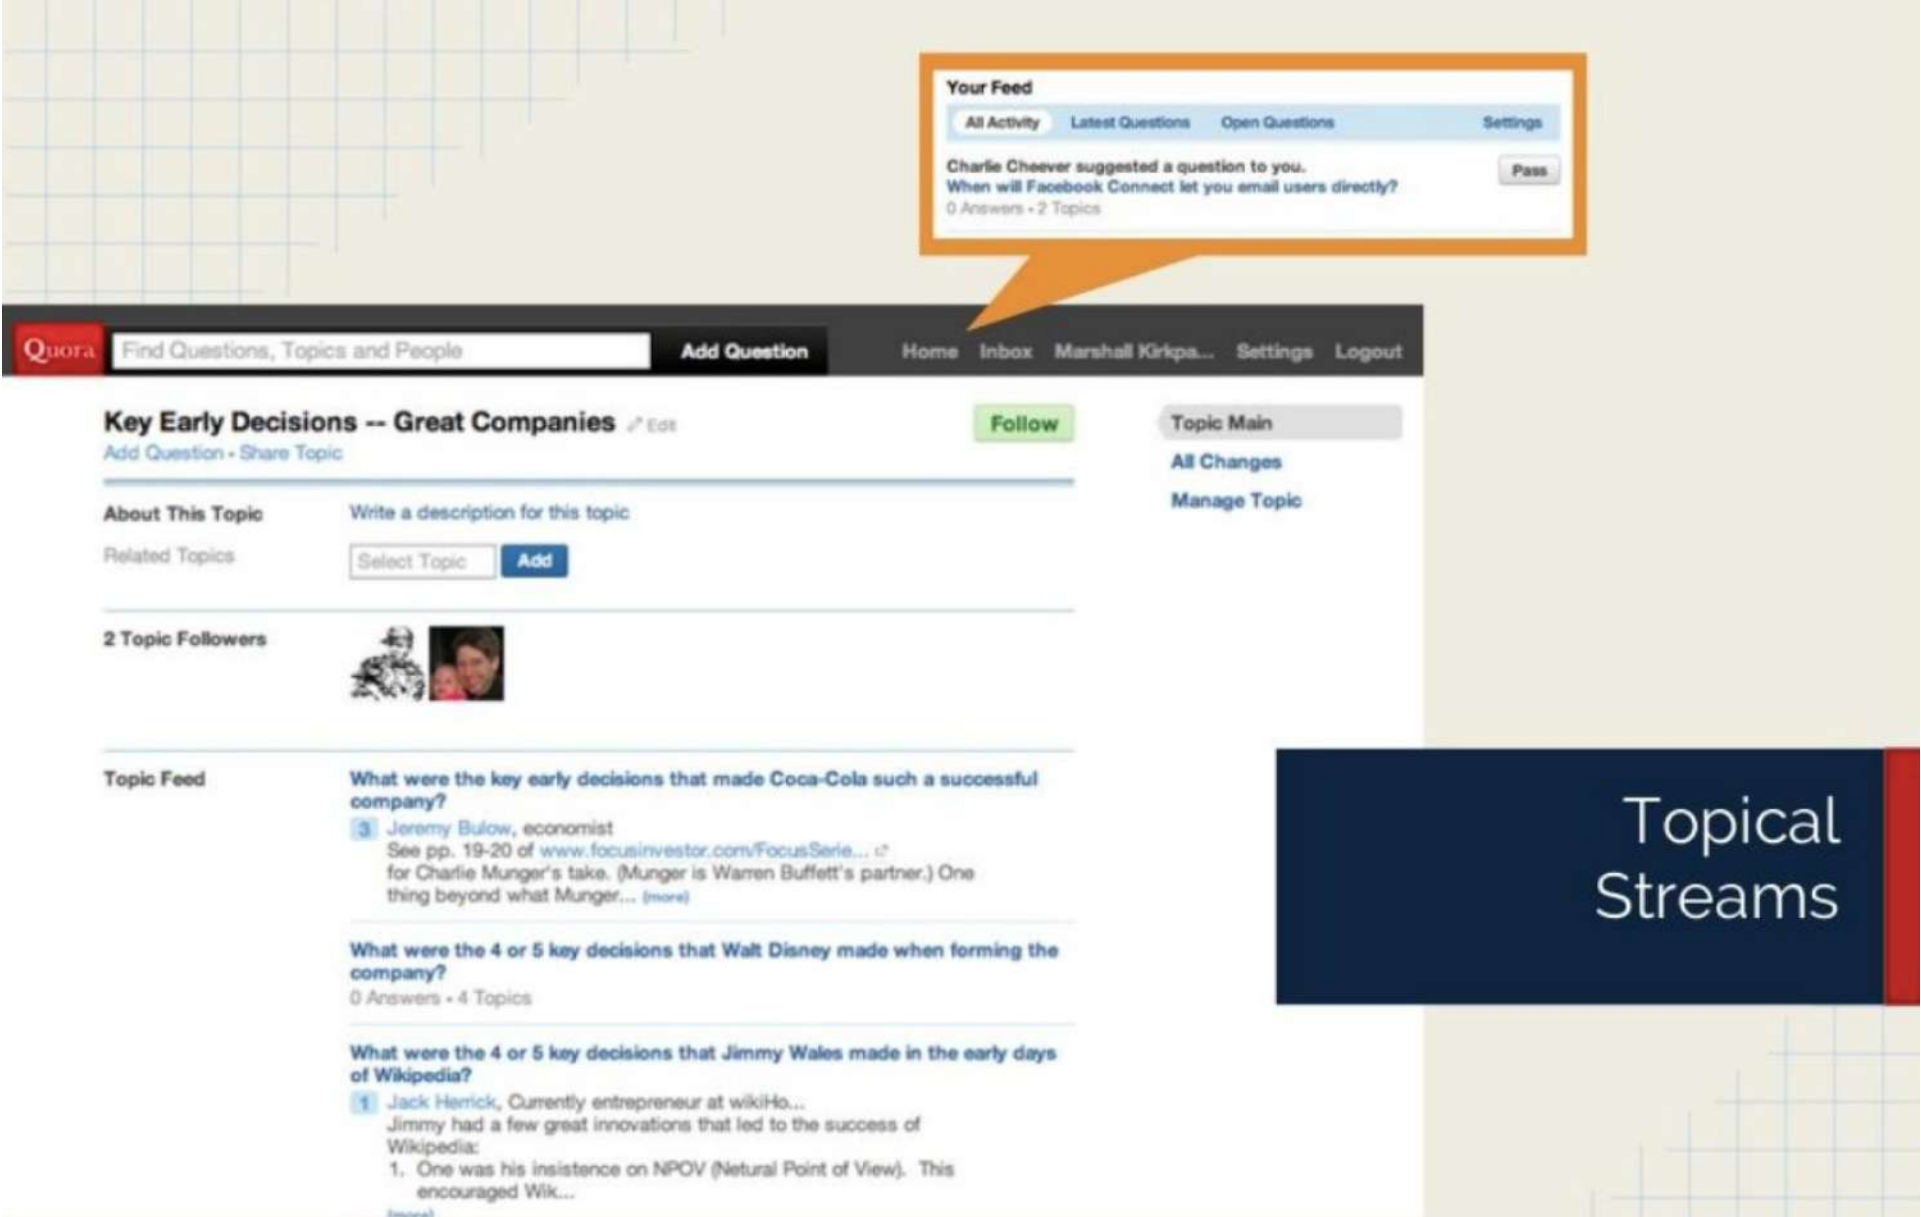 Your Feed
All Activity Latest Questions Open Questions Settings
Charlie Cheever suggested a question to you. Pass
When will Facebook Connect let you email users directly?
0 Answers • 2 Topics
Quora Find Questions, Topics and People Add Question Home Inbox Marshall Kirkpa... Settings Logout
Key Early Decisions -- Great Companies Edit Follow
Add Question • Share Topic
Topic Main
All Changes
Manage Topic
About This Topic Write a description for this topic
Related Topics Select Topic Add
2 Topic Followers
Topic Feed
What were the key early decisions that made Coca-Cola such a successful
company?
3 Jeremy Bulow, economist
See pp. 19-20 of www.focusinvestor.com/FocusSerie...
for Charlie Munger's take. (Munger is Warren Buffett's partner.) One
thing beyond what Munger... (more)
What were the 4 or 5 key decisions that Walt Disney made when forming the
company?
0 Answers • 4 Topics
What were the 4 or 5 key decisions that Jimmy Wales made in the early days
of Wikipedia?
1 Jack Herrick, Currently entrepreneur at wikiHo...
Jimmy had a few great innovations that led to the success of
Wikipedia:
1. One was his insistence on NPOV (Netural Point of View). This
encouraged Wik...
(more)
Topical
Streams